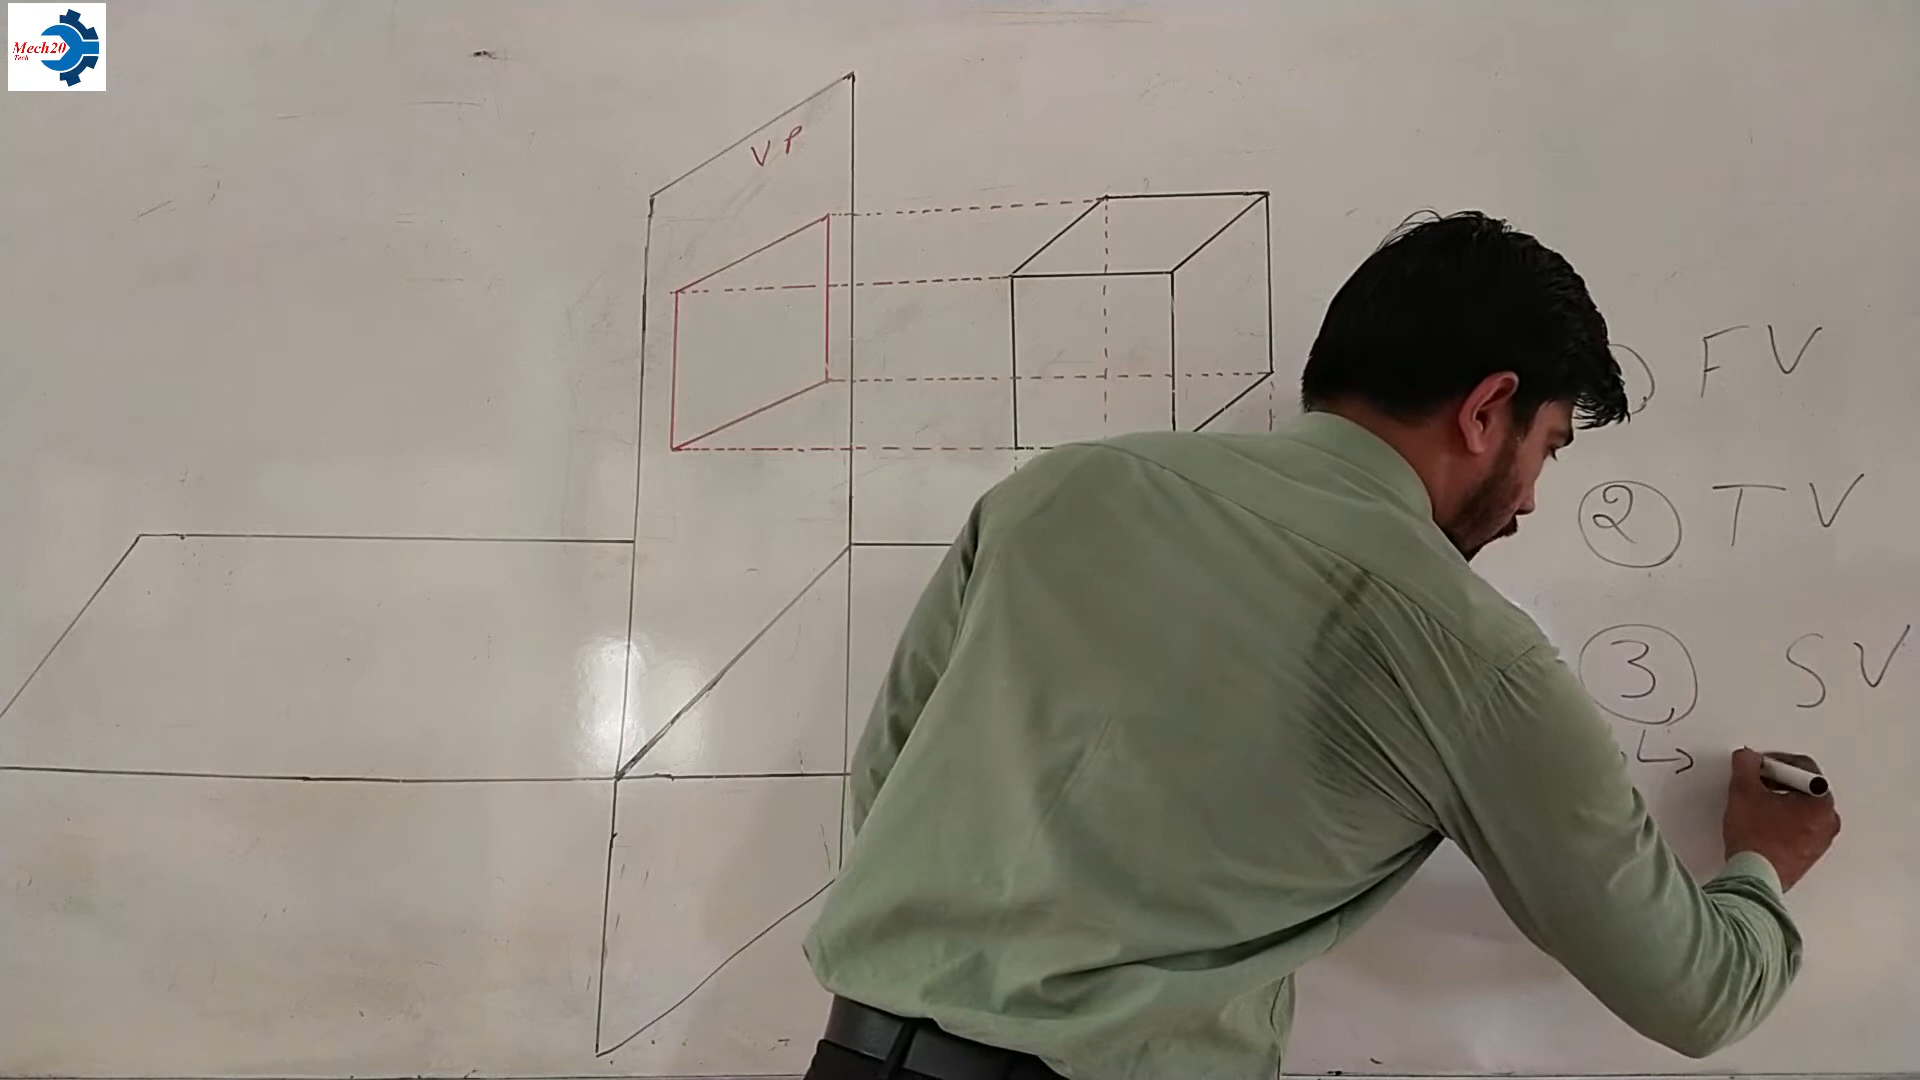 Mech20
Tech
VP
FV
② TV
③ SV